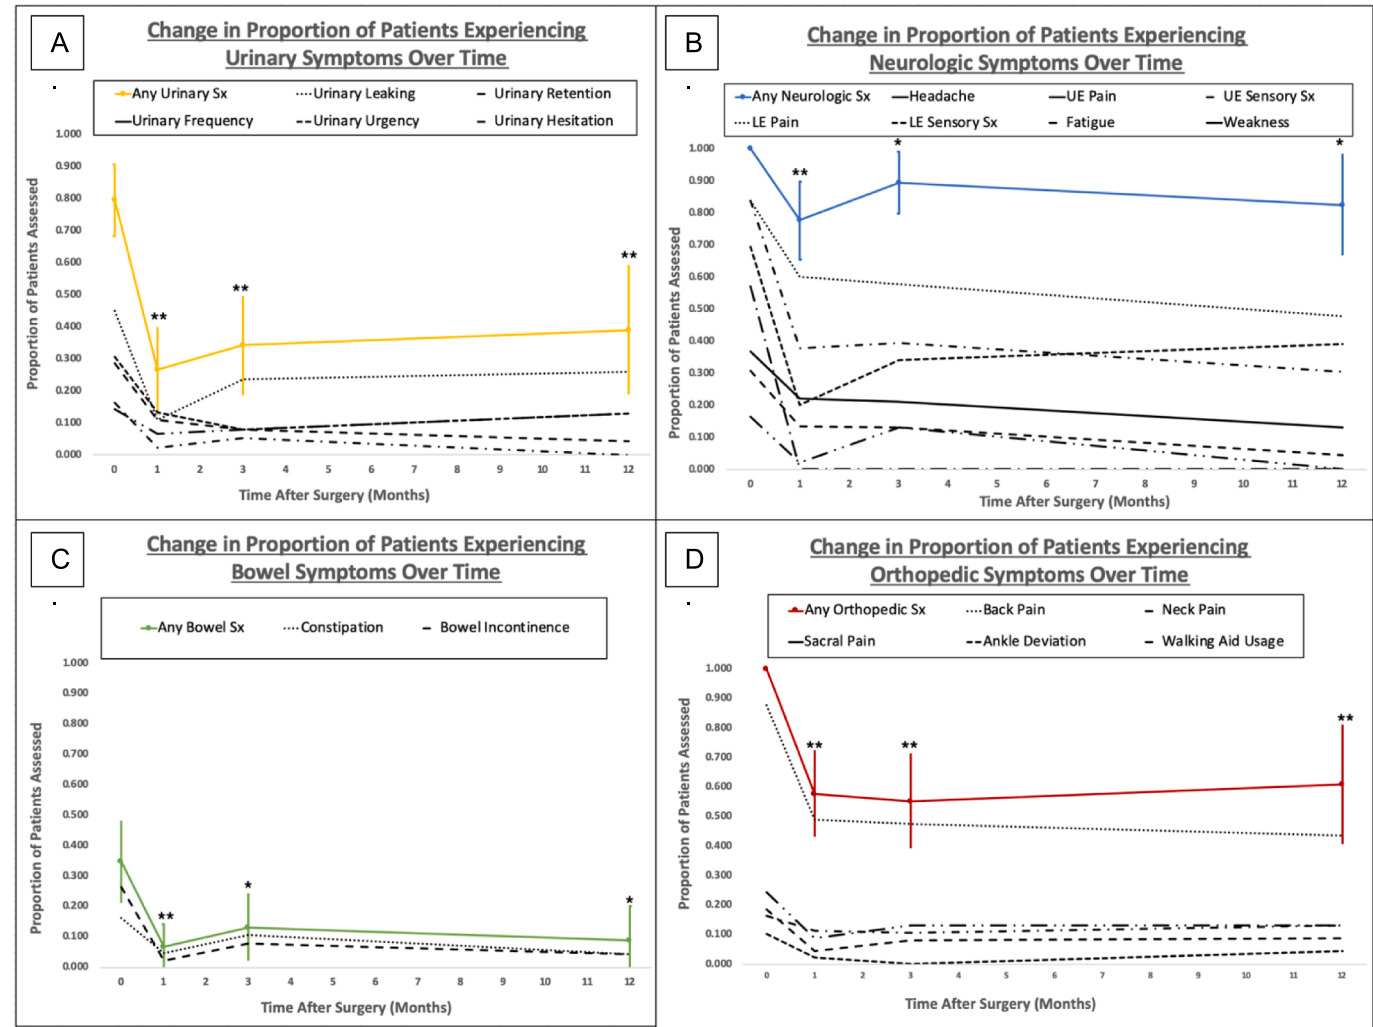 A
.
Change in Proportion of Patients Experiencing
Urinary Symptoms Over Time
Any Urinary Sx Urinary Leaking Urinary Retention
Urinary Frequency Urinary Urgency Urinary Hesitation
1.000
0.900
0.800
0.700
0.600
0.500
0.400
0.300
0.200
0.100
0.000
Proportion of Patients Assessed
**
**
**
0 1 2 3 4 5 6 7 8 9 10 11 12
Time After Surgery (Months)
B
.
Change in Proportion of Patients Experiencing
Neurologic Symptoms Over Time
Any Neurologic Sx Headache UE Pain UE Sensory Sx
LE Pain LE Sensory Sx Fatigue Weakness
1.000
0.900
0.800
0.700
0.600
0.500
0.400
0.300
0.200
0.100
0.000
Proportion of Patients Assessed
**
*
*
0 1 2 3 4 5 6 7 8 9 10 11 12
Time After Surgery (Months)
C
.
Change in Proportion of Patients Experiencing
Bowel Symptoms Over Time
Any Bowel Sx Constipation Bowel Incontinence
1.000
0.900
0.800
0.700
0.600
0.500
0.400
0.300
0.200
0.100
0.000
Proportion of Patients Assessed
**
*
*
0 1 2 3 4 5 6 7 8 9 10 11 12
Time After Surgery (Months)
D
.
Change in Proportion of Patients Experiencing
Orthopedic Symptoms Over Time
Any Orthopedic Sx Back Pain Neck Pain
Sacral Pain Ankle Deviation Walking Aid Usage
1.000
0.900
0.800
0.700
0.600
0.500
0.400
0.300
0.200
0.100
0.000
Proportion of Patients Assessed
**
**
**
0 1 2 3 4 5 6 7 8 9 10 11 12
Time After Surgery (Months)